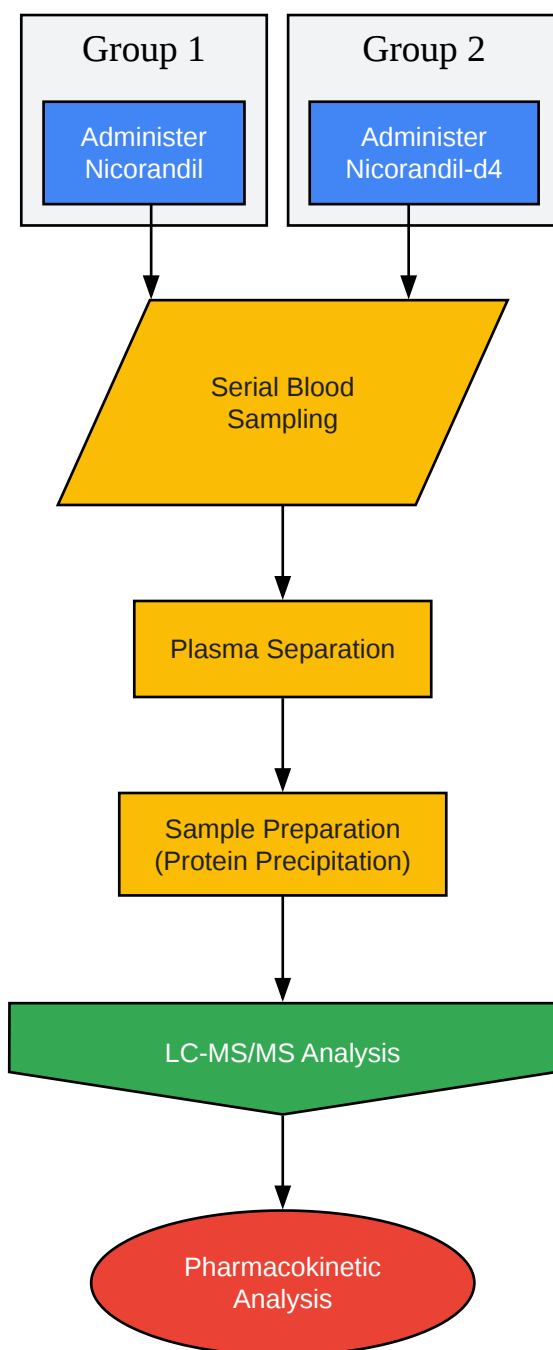 Group 1
Group 2
Administer
Nicorandil
Administer
Nicorandil-d4
Serial Blood
Sampling
Plasma Separation
Sample Preparation
(Protein Precipitation)
LC-MS/MS Analysis
Pharmacokinetic
Analysis